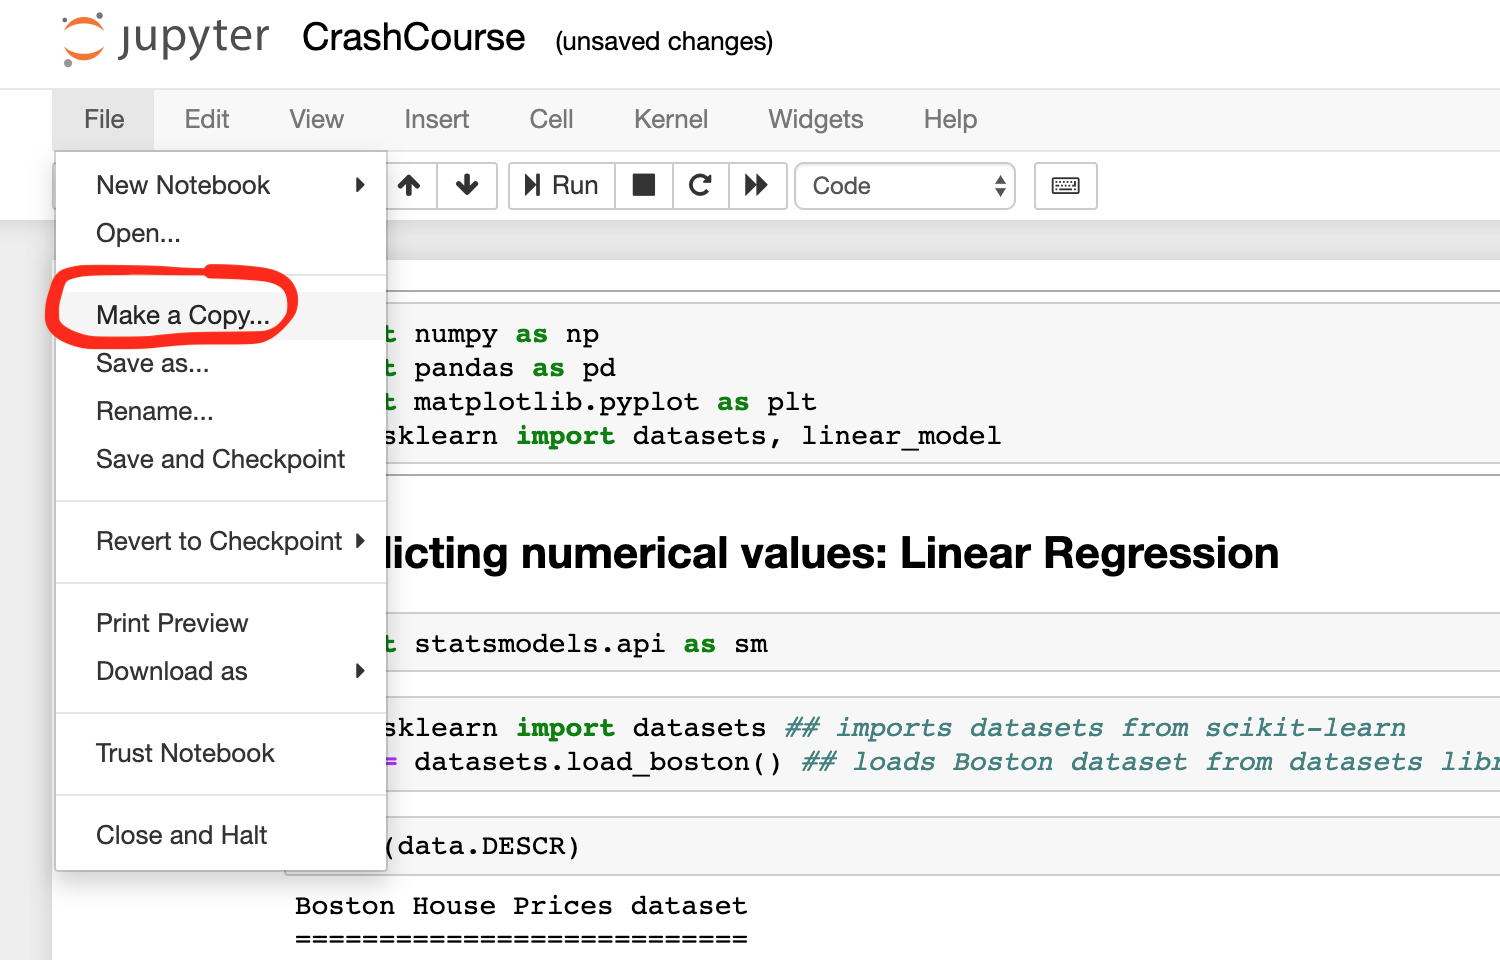 jupyter CrashCourse (unsaved changes)
File Edit View Insert Cell Kernel Widgets Help
New Notebook
Run
Code
Open...
Make a Copy...
Save as...
Rename...
Save and Checkpoint
Revert to Checkpoint
Print Preview
Download as
Trust Notebook
Close and Halt
t numpy as np
t pandas as pd
t matplotlib.pyplot as plt
sklearn import datasets, linear_model
licting numerical values: Linear Regression
t statsmodels.api as sm
sklearn import datasets ## imports datasets from scikit-learn
= datasets.load_boston() ## loads Boston dataset from datasets libr
(data.DESCR)
Boston House Prices dataset
===========================